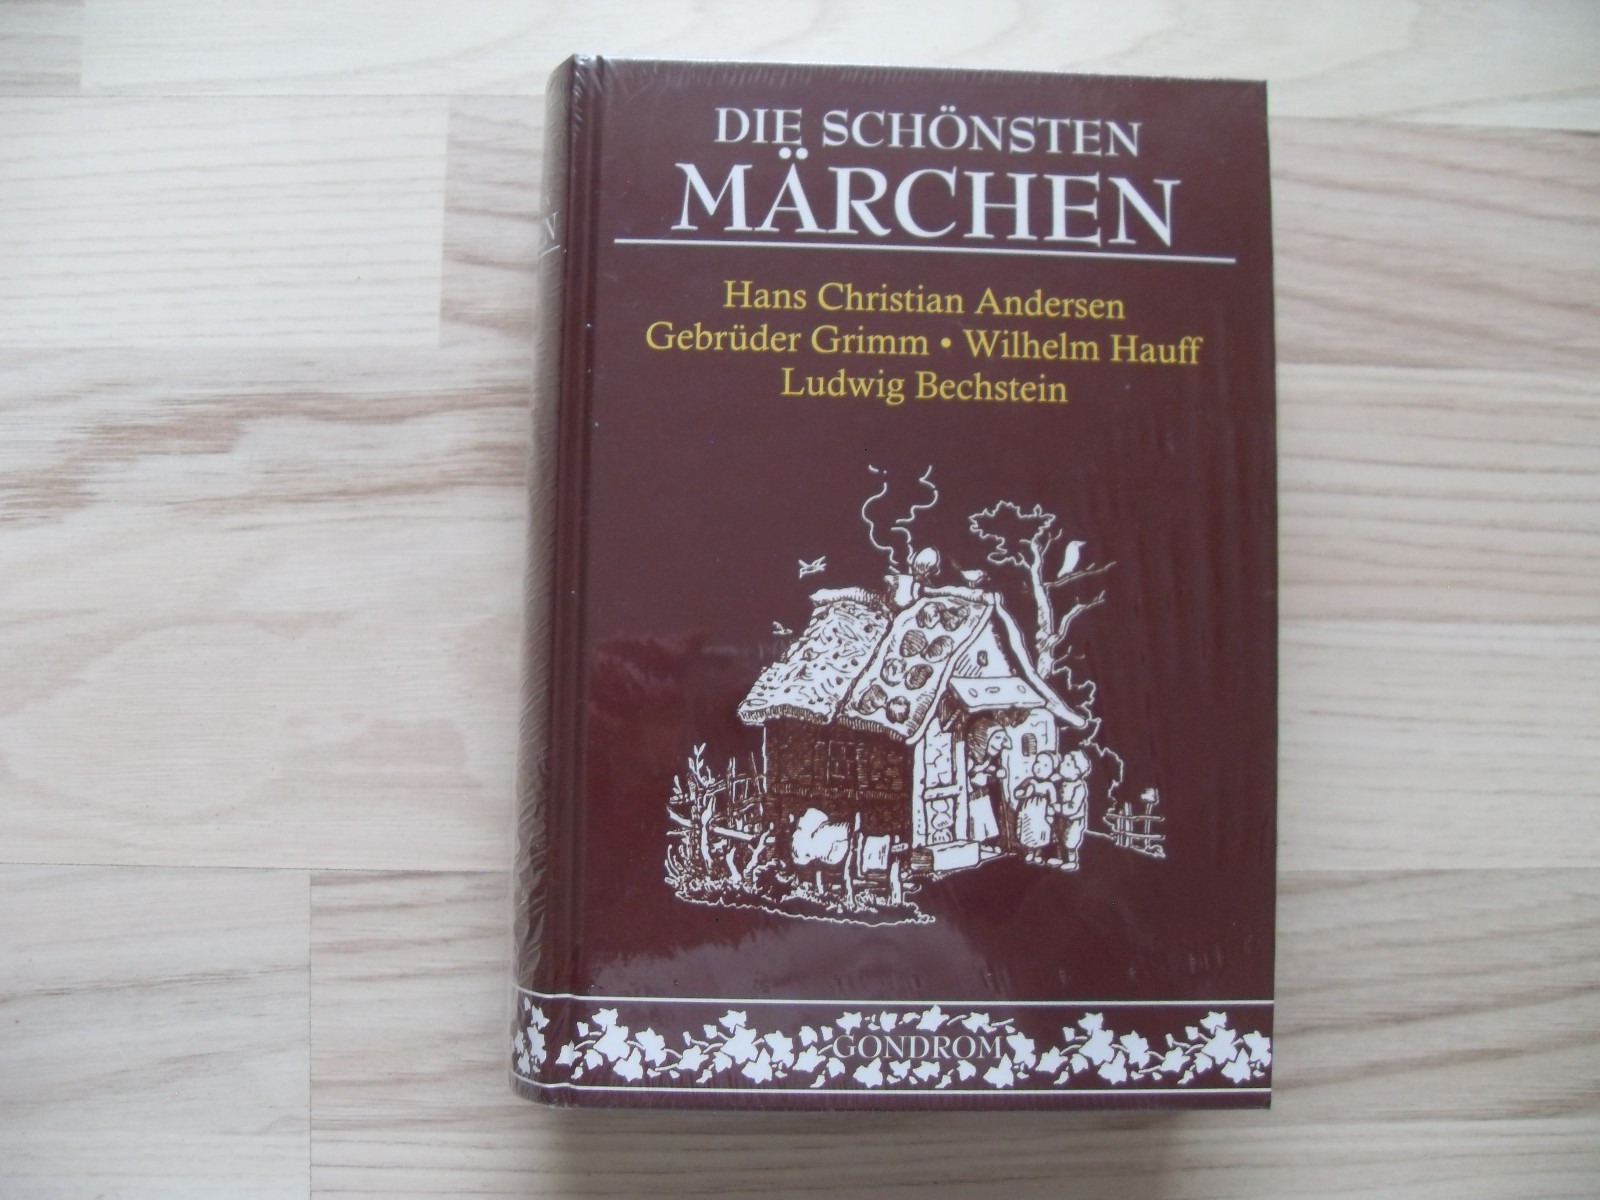 DIE SCHÖNSTEN
MÄRCHEN
Hans Christian Andersen
Gebrüder Grimm • Wilhelm Hauff
Ludwig Bechstein
GONDROM